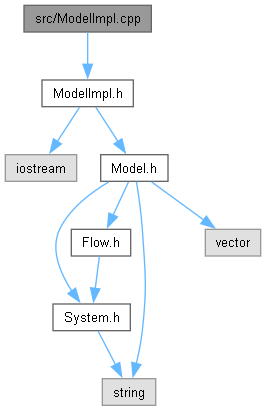 src/ModelImpl.cpp
ModelImpl.h
iostream
Model.h
Flow.h
vector
System.h
string